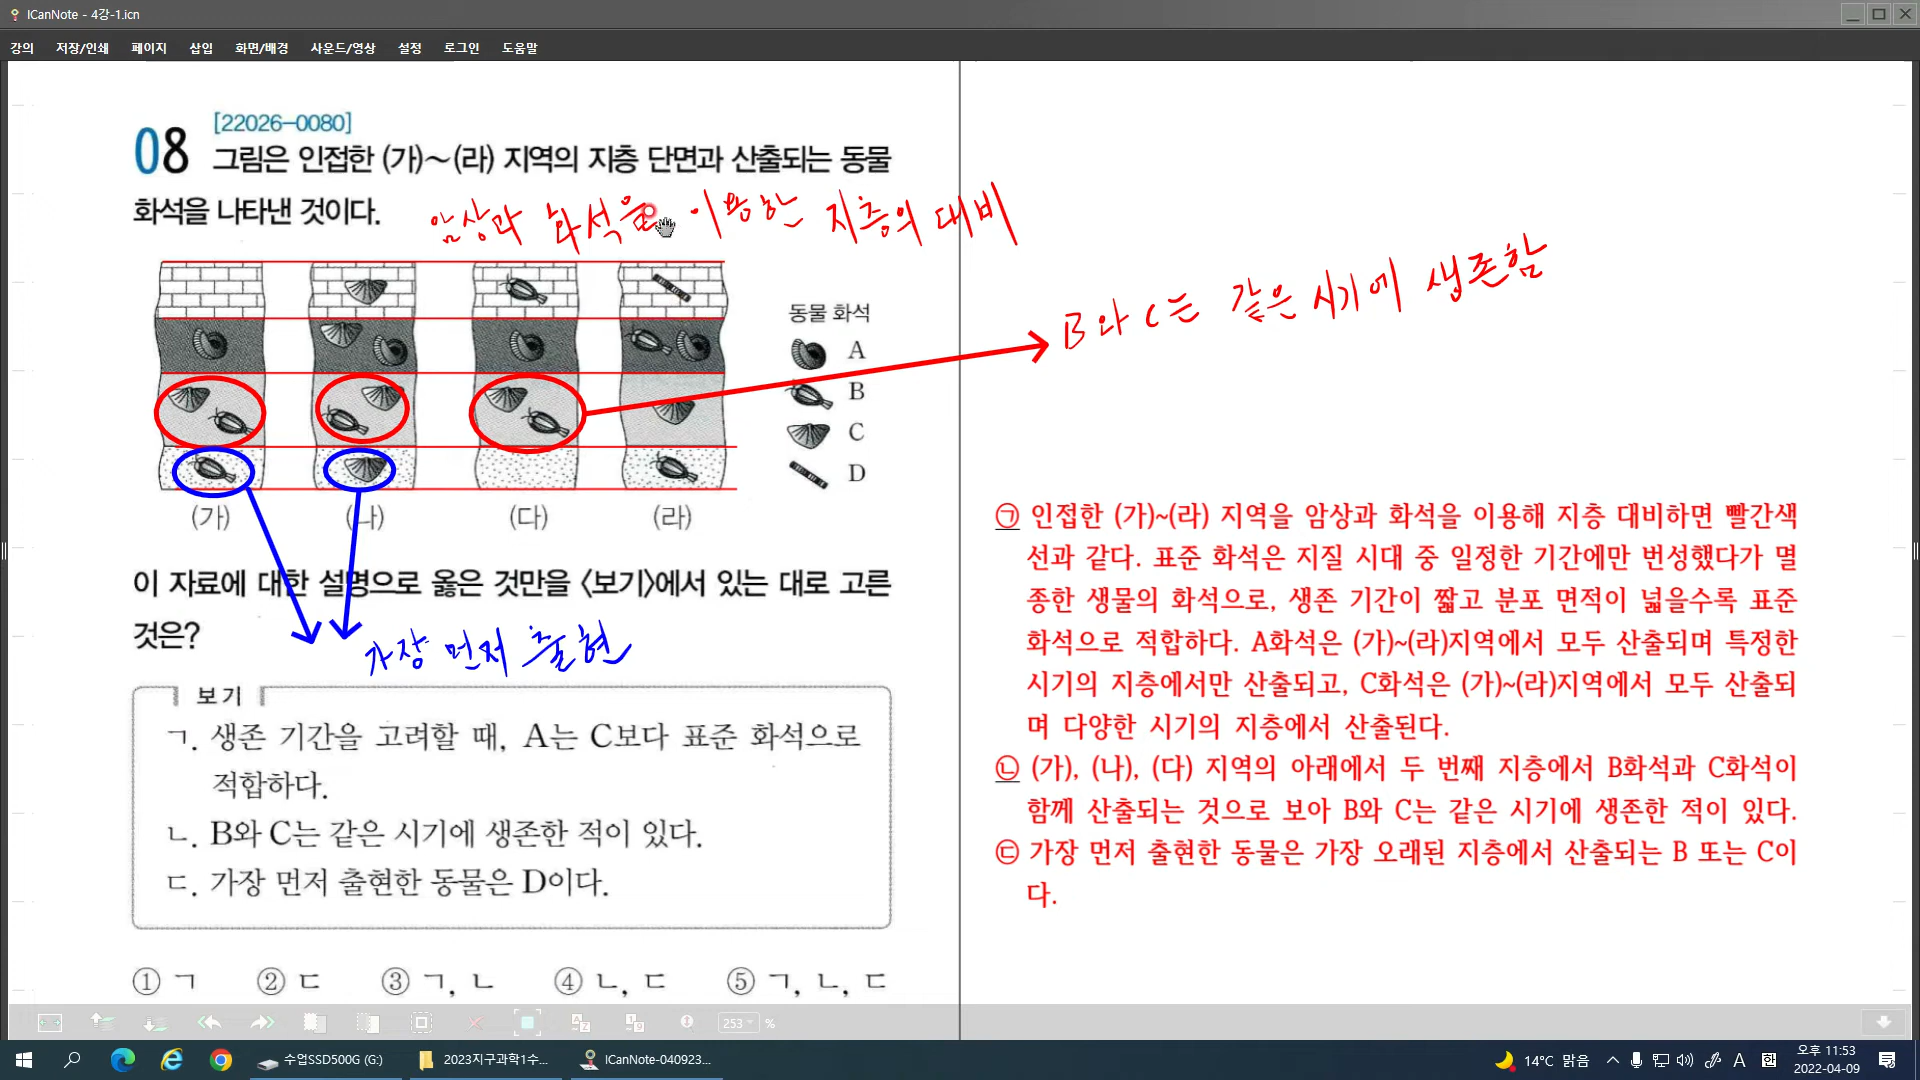 ICanNote - 4강-1.icn
강의 저장/인쇄 페이지 삽입 화면/배경 사운드/영상 설정 로그인 도움말
[22026-0080]
08 그림은 인접한 (가)~(라) 지역의 지층 단면과 산출되는 동물
화석을 나타낸 것이다.
암상과 화석을 이용한 지층의 대비
B와 C는 같은 시기에 생존함
동물 화석
A
B
C
D
(가) (나) (다) (라)
이 자료에 대한 설명으로 옳은 것만을 〈보기〉에서 있는 대로 고른
것은?
가장 먼저 출현
보기
ㄱ. 생존 기간을 고려할 때, A는 C보다 표준 화석으로
적합하다.
ㄴ. B와 C는 같은 시기에 생존한 적이 있다.
ㄷ. 가장 먼저 출현한 동물은 D이다.
① ㄱ ② ㄷ ③ ㄱ, ㄴ ④ ㄴ, ㄷ ⑤ ㄱ, ㄴ, ㄷ
㉠ 인접한 (가)~(라) 지역을 암상과 화석을 이용해 지층 대비하면 빨간색
선과 같다. 표준 화석은 지질 시대 중 일정한 기간에만 번성했다가 멸
종한 생물의 화석으로, 생존 기간이 짧고 분포 면적이 넓을수록 표준
화석으로 적합하다. A화석은 (가)~(라)지역에서 모두 산출되며 특정한
시기의 지층에서만 산출되고, C화석은 (가)~(라)지역에서 모두 산출되
며 다양한 시기의 지층에서 산출된다.
㉡ (가), (나), (다) 지역의 아래에서 두 번째 지층에서 B화석과 C화석이
함께 산출되는 것으로 보아 B와 C는 같은 시기에 생존한 적이 있다.
㉢ 가장 먼저 출현한 동물은 가장 오래된 지층에서 산출되는 B 또는 C이
다.
253 %
수업SSD500G (G:) 2023지구과학1수... ICanNote-040923...
14°C 맑음 A 한 오후 11:53
2022-04-09